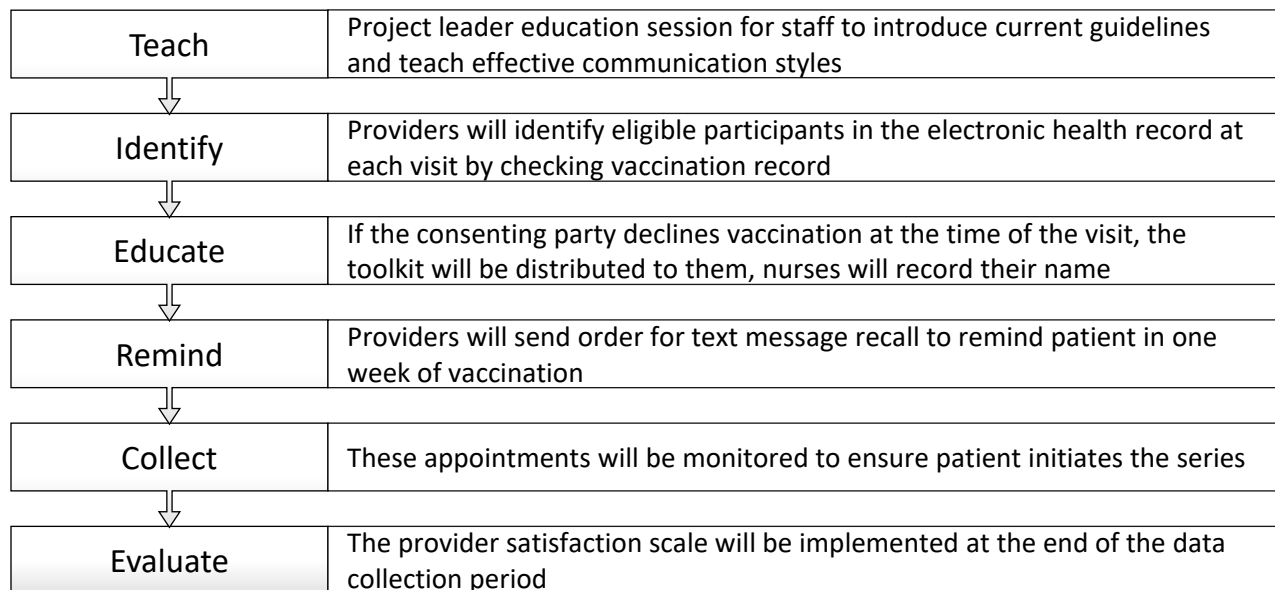 Teach
Project leader education session for staff to introduce current guidelines
and teach effective communication styles
Identify
Providers will identify eligible participants in the electronic health record at
each visit by checking vaccination record
Educate
If the consenting party declines vaccination at the time of the visit, the
toolkit will be distributed to them, nurses will record their name
Remind
Providers will send order for text message recall to remind patient in one
week of vaccination
Collect
These appointments will be monitored to ensure patient initiates the series
Evaluate
The provider satisfaction scale will be implemented at the end of the data
collection period